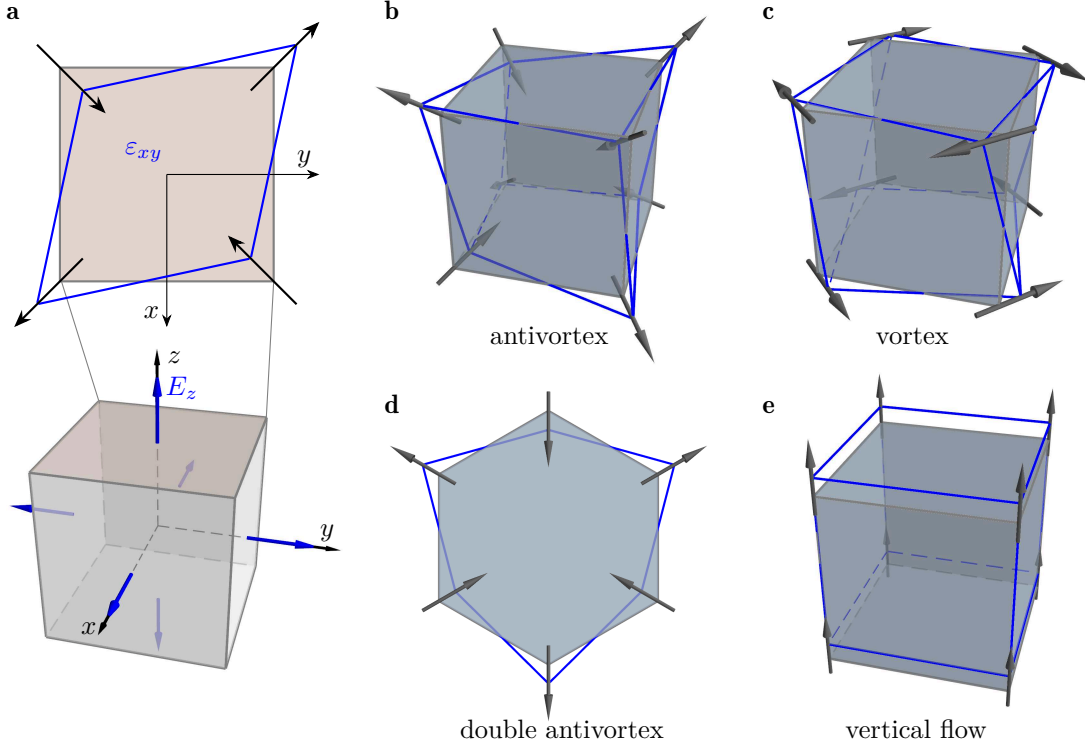 a
ε_xy
y
x
z
E_z
y
x
b
antivortex
c
vortex
d
double antivortex
e
vertical flow